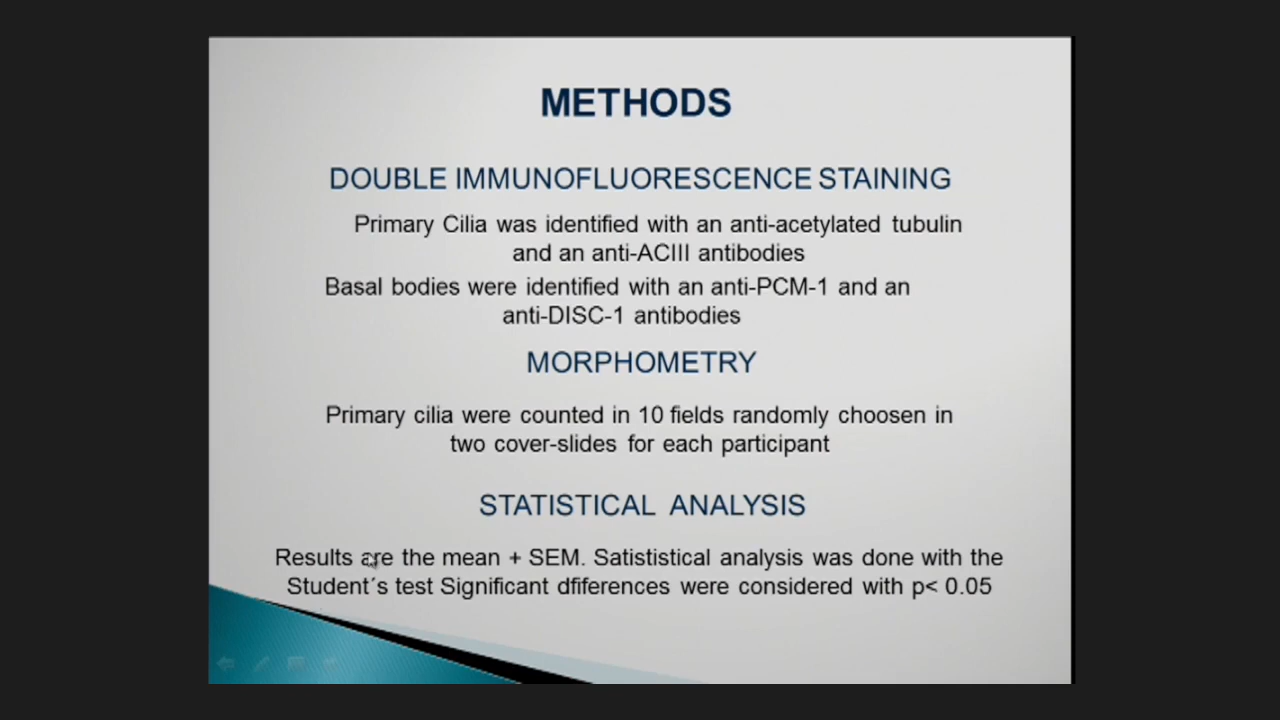 METHODS
DOUBLE IMMUNOFLUORESCENCE STAINING
Primary Cilia was identified with an anti-acetylated tubulin
and an anti-ACIII antibodies
Basal bodies were identified with an anti-PCM-1 and an
anti-DISC-1 antibodies
MORPHOMETRY
Primary cilia were counted in 10 fields randomly choosen in
two cover-slides for each participant
STATISTICAL ANALYSIS
Results are the mean + SEM. Satististical analysis was done with the
Student´s test Significant dfiferences were considered with p< 0.05